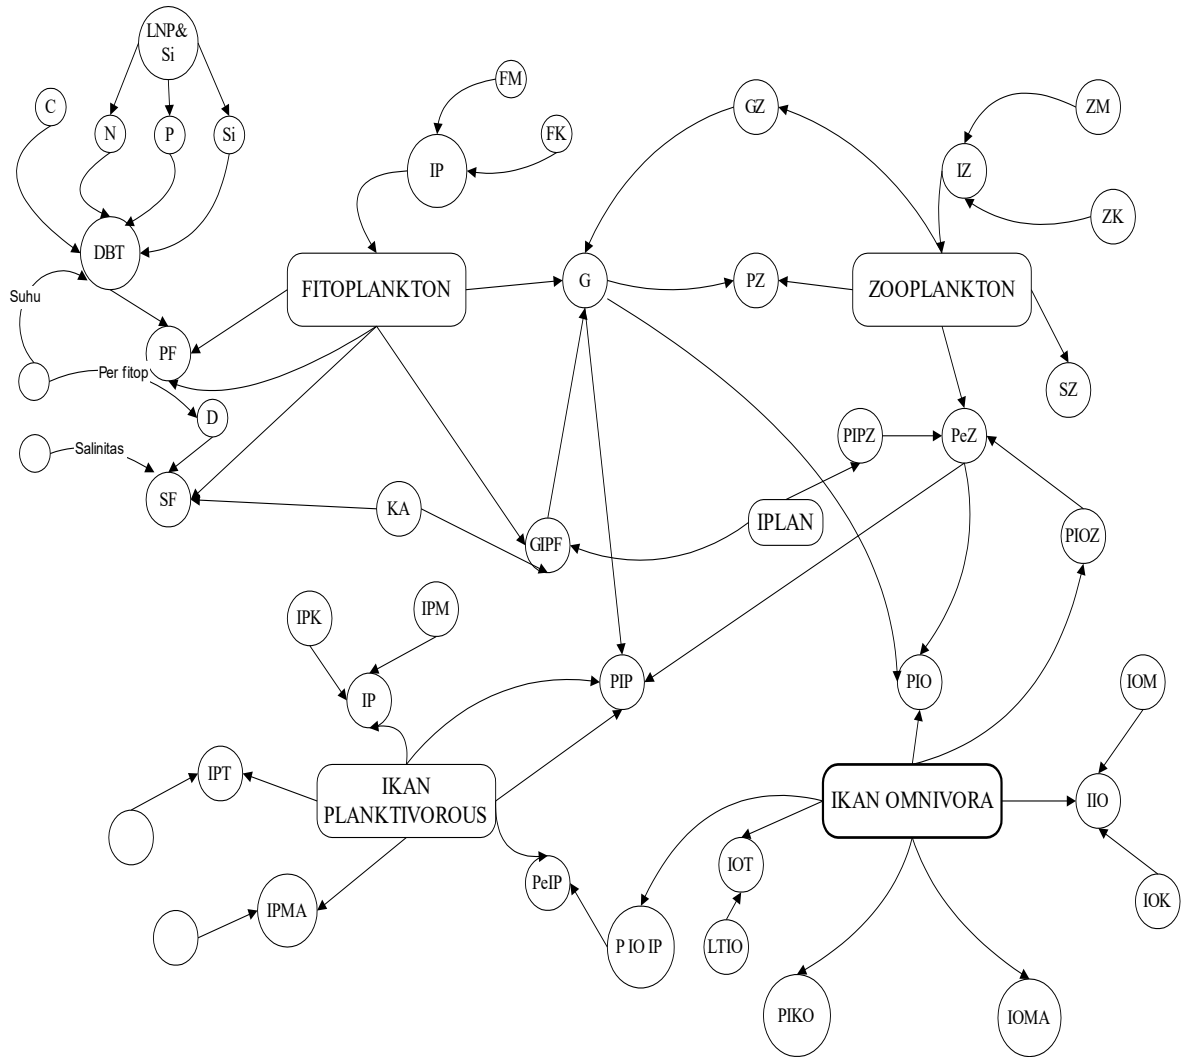 LNP&
Si
FM
C
GZ
ZM
N
P
Si
FK
IP
IZ
ZK
DBT
FITOPLANKTON
G
PZ
ZOOPLANKTON
Suhu
PF
Per fitop
SZ
D
PIPZ
PeZ
Salinitas
SF
KA
IPLAN
GIPF
PIOZ
IPK
IPM
IP
PIP
PIO
IOM
IPT
IKAN
PLANKTIVOROUS
IKAN OMNIVORA
IIO
IOT
PeIP
IPMA
IOK
P IO IP
LTIO
PIKO
IOMA